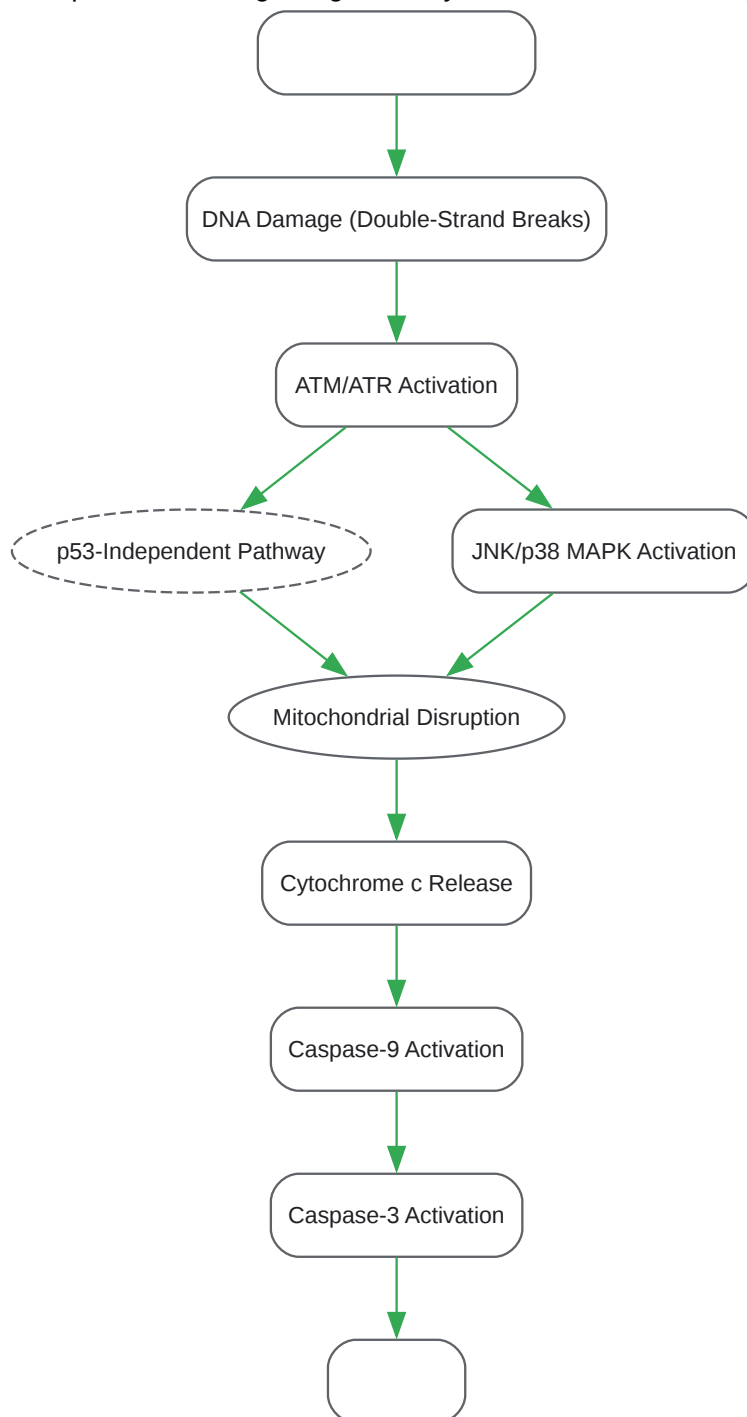 DNA Damage (Double-Strand Breaks)
ATM/ATR Activation
p53-Independent Pathway
JNK/p38 MAPK Activation
Mitochondrial Disruption
Cytochrome c Release
Caspase-9 Activation
Caspase-3 Activation